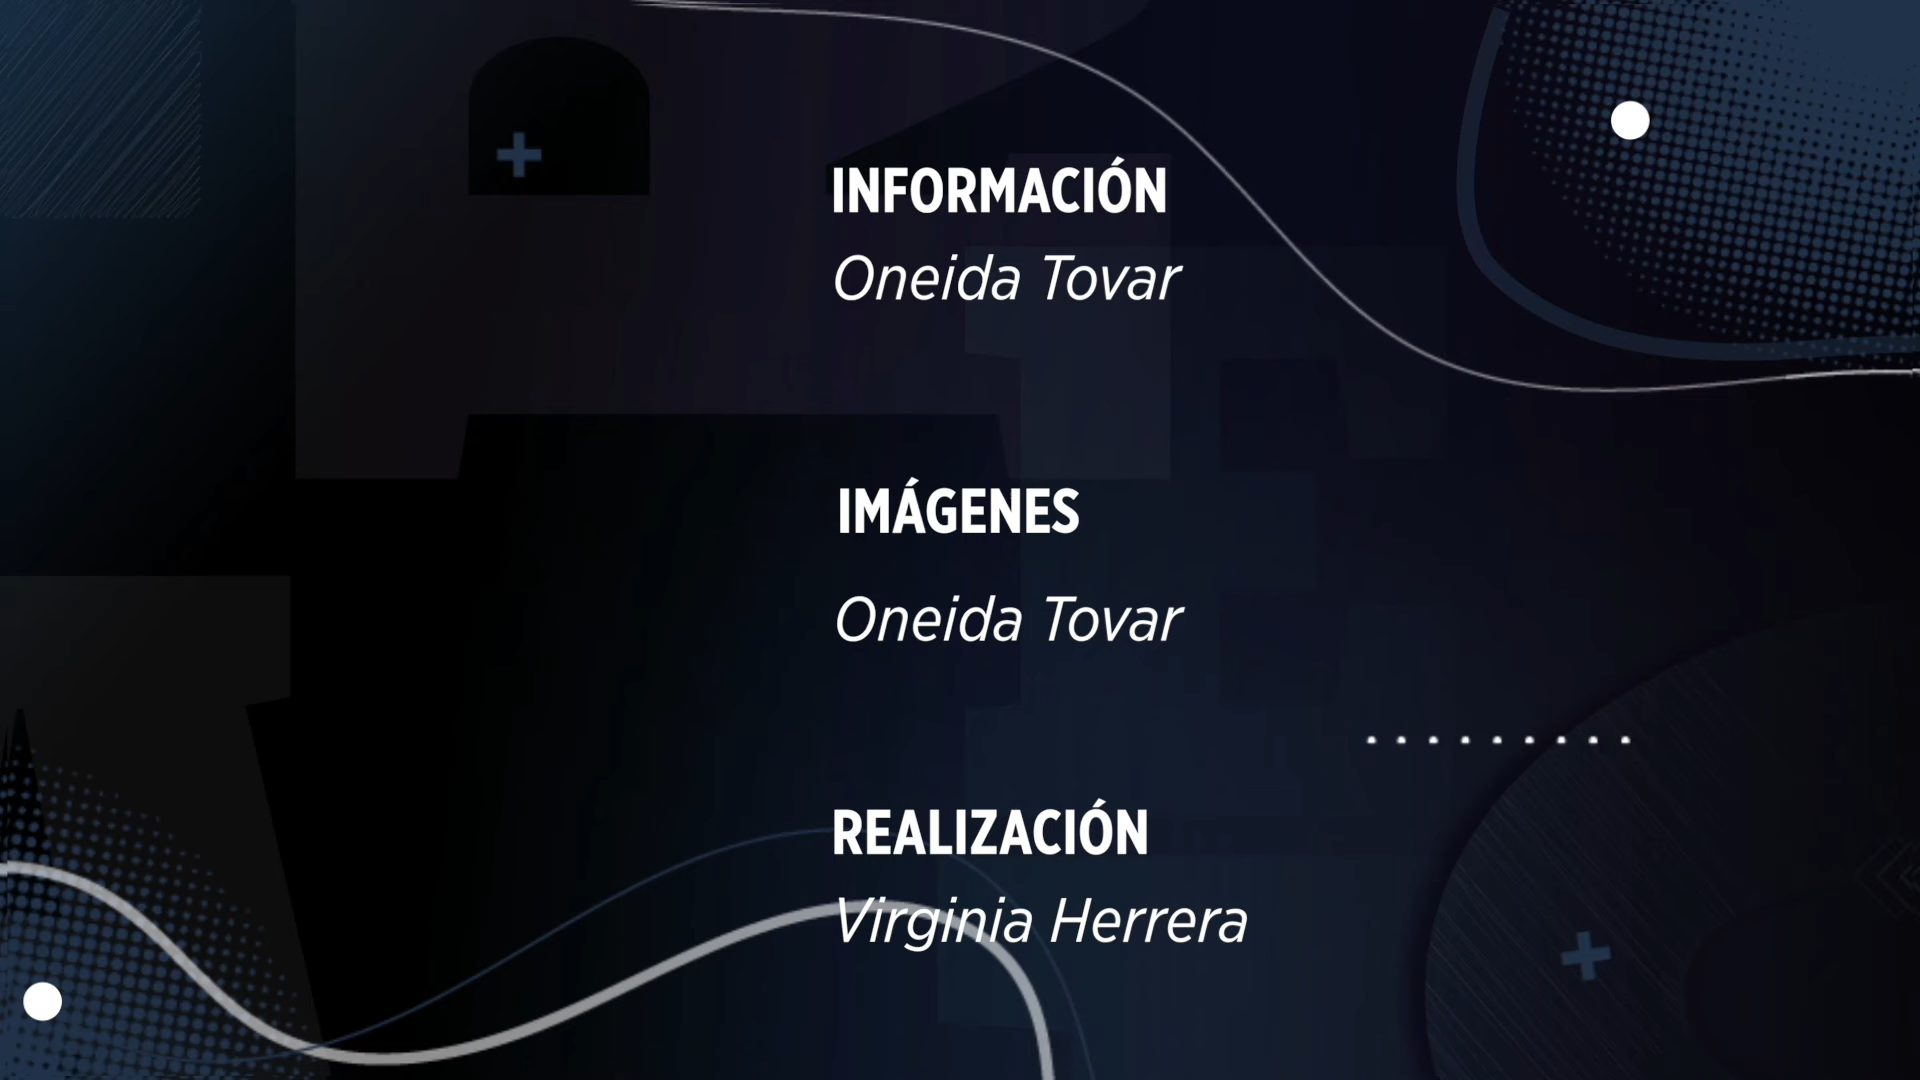 INFORMACIÓN
Oneida Tovar
IMÁGENES
Oneida Tovar
REALIZACIÓN
Virginia Herrera